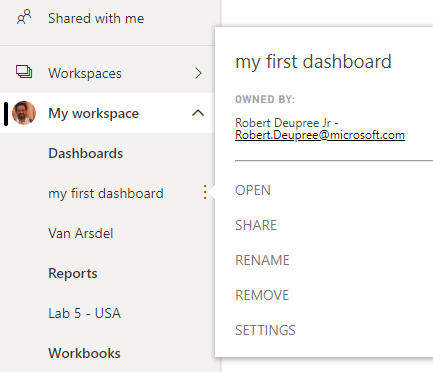 Shared with me
Workspaces
My workspace
Dashboards
my first dashboard
Van Arsdel
Reports
Lab 5 - USA
Workbooks
my first dashboard
OWNED BY:
Robert Deupree Jr -
Robert.Deupree@microsoft.com
OPEN
SHARE
RENAME
REMOVE
SETTINGS